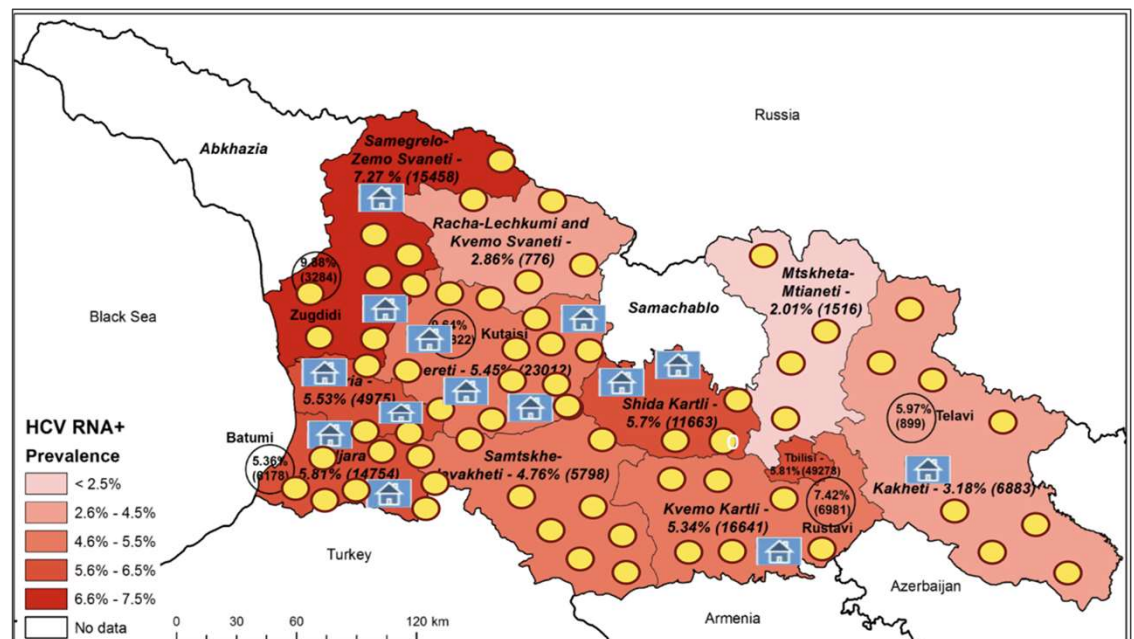 Russia
Abkhazia
Samegrelo-
Zemo Svaneti -
7.27 % (15458)
Racha-Lechkumi and
Kvemo Svaneti -
2.86% (776)
Mtskheta-
Mtianeti -
2.01% (1516)
9.88%
(3284)
Zugdidi
Black Sea
Samachablo
Kutaisi
5.45% (23012)
5.53% (4975)
Shida Kartli -
5.7% (11663)
5.97%
(899)
Telavi
HCV RNA+
Prevalence
< 2.5%
2.6% - 4.5%
4.6% - 5.5%
5.6% - 6.5%
6.6% - 7.5%
No data
Batumi
5.36%
(6178)
5.81% (14754)
Samtskhe-
4.76% (5798)
Tbilisi -
5.81% (49278)
Kakheti - 3.18% (6883)
Kvemo Kartli -
5.34% (16641)
7.42%
(6981)
Rustavi
Turkey
Azerbaijan
Armenia
0 30 60 120 km